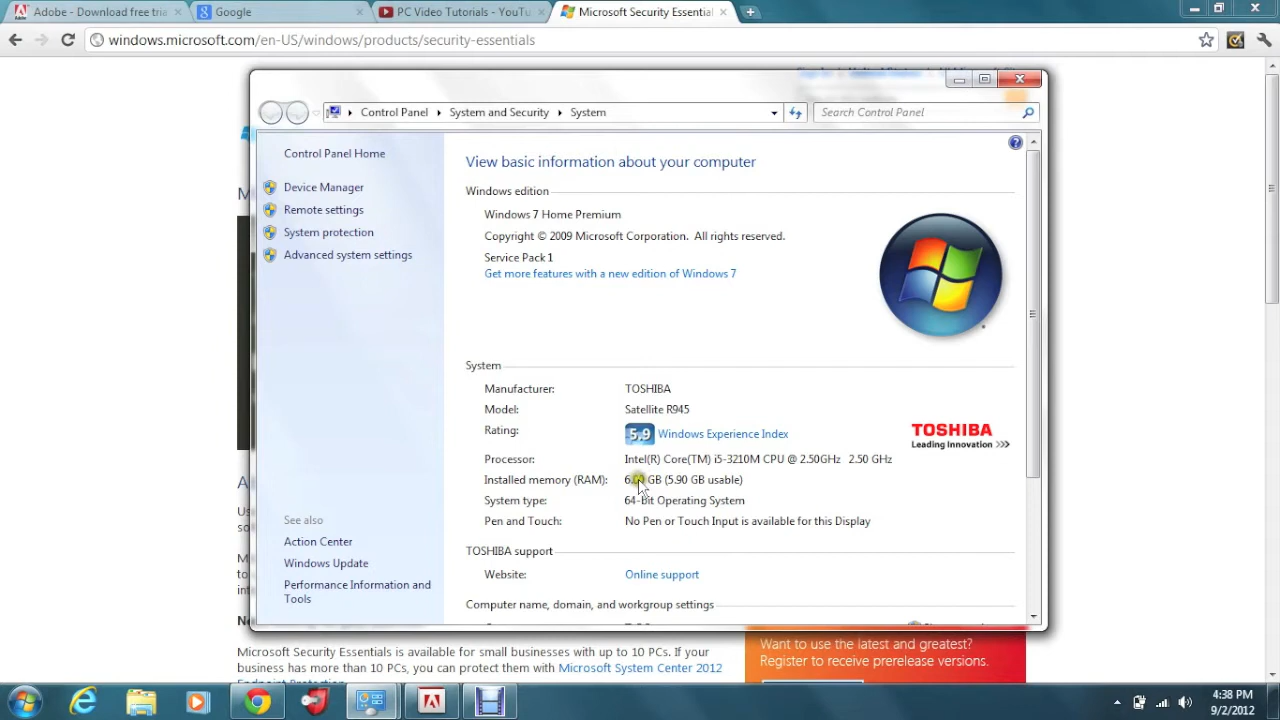 Adobe - Download free tria
Google
PC Video Tutorials - YouTu
Microsoft Security Essential
windows.microsoft.com/en-US/windows/products/security-essentials
Control Panel
System and Security
System
Search Control Panel
Control Panel Home
Device Manager
Remote settings
System protection
Advanced system settings
See also
Action Center
Windows Update
Performance Information and
Tools
View basic information about your computer
Windows edition
Windows 7 Home Premium
Copyright © 2009 Microsoft Corporation. All rights reserved.
Service Pack 1
Get more features with a new edition of Windows 7
System
Manufacturer: TOSHIBA
Model: Satellite R945
Rating: 5.9 Windows Experience Index
Processor: Intel(R) Core(TM) i5-3210M CPU @ 2.50GHz 2.50 GHz
Installed memory (RAM): GB (5.90 GB usable)
System type: 64-bit Operating System
Pen and Touch: No Pen or Touch Input is available for this Display
TOSHIBA
Leading Innovation >>>
TOSHIBA support
Website: Online support
Computer name, domain, and workgroup settings
Microsoft Security Essentials is available for small businesses with up to 10 PCs. If your
business has more than 10 PCs, you can protect them with Microsoft System Center 2012
Endpoint Protection
Want to use the latest and greatest?
Register to receive prerelease versions.
4:38 PM
9/2/2012